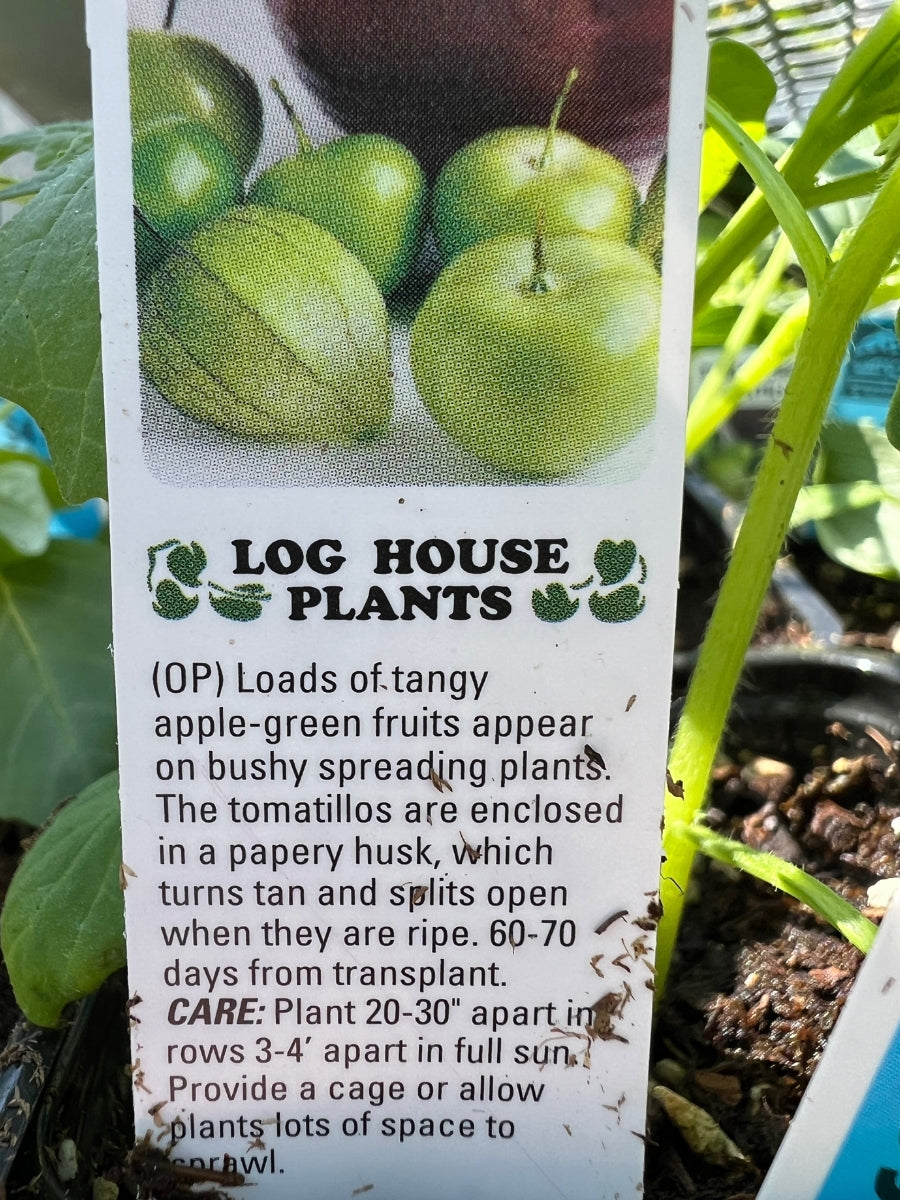 LOG HOUSE
PLANTS
(OP) Loads of tangy
apple-green fruits appear
on bushy spreading plants.
The tomatillos are enclosed
in a papery husk, which
turns tan and splits open
when they are ripe. 60-70
days from transplant.
CARE: Plant 20-30" apart in
rows 3-4' apart in full sun.
Provide a cage or allow
plants lots of space to
sprawl.